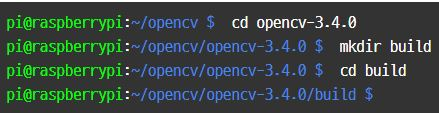 pi@raspberrypi:~/opencv $ cd opencv-3.4.0
pi@raspberrypi:~/opencv/opencv-3.4.0 $ mkdir build
pi@raspberrypi:~/opencv/opencv-3.4.0 $ cd build
pi@raspberrypi:~/opencv/opencv-3.4.0/build $